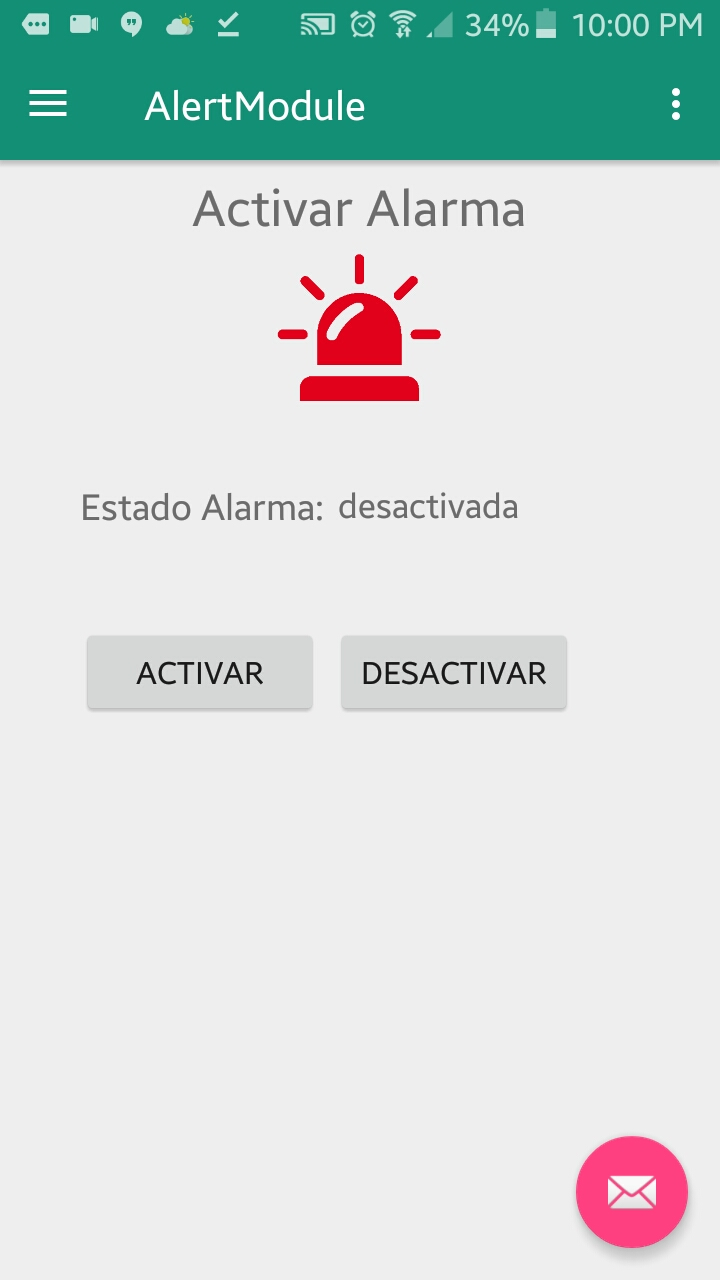 34% 10:00 PM
AlertModule
Activar Alarma
Estado Alarma: desactivada
ACTIVAR DESACTIVAR